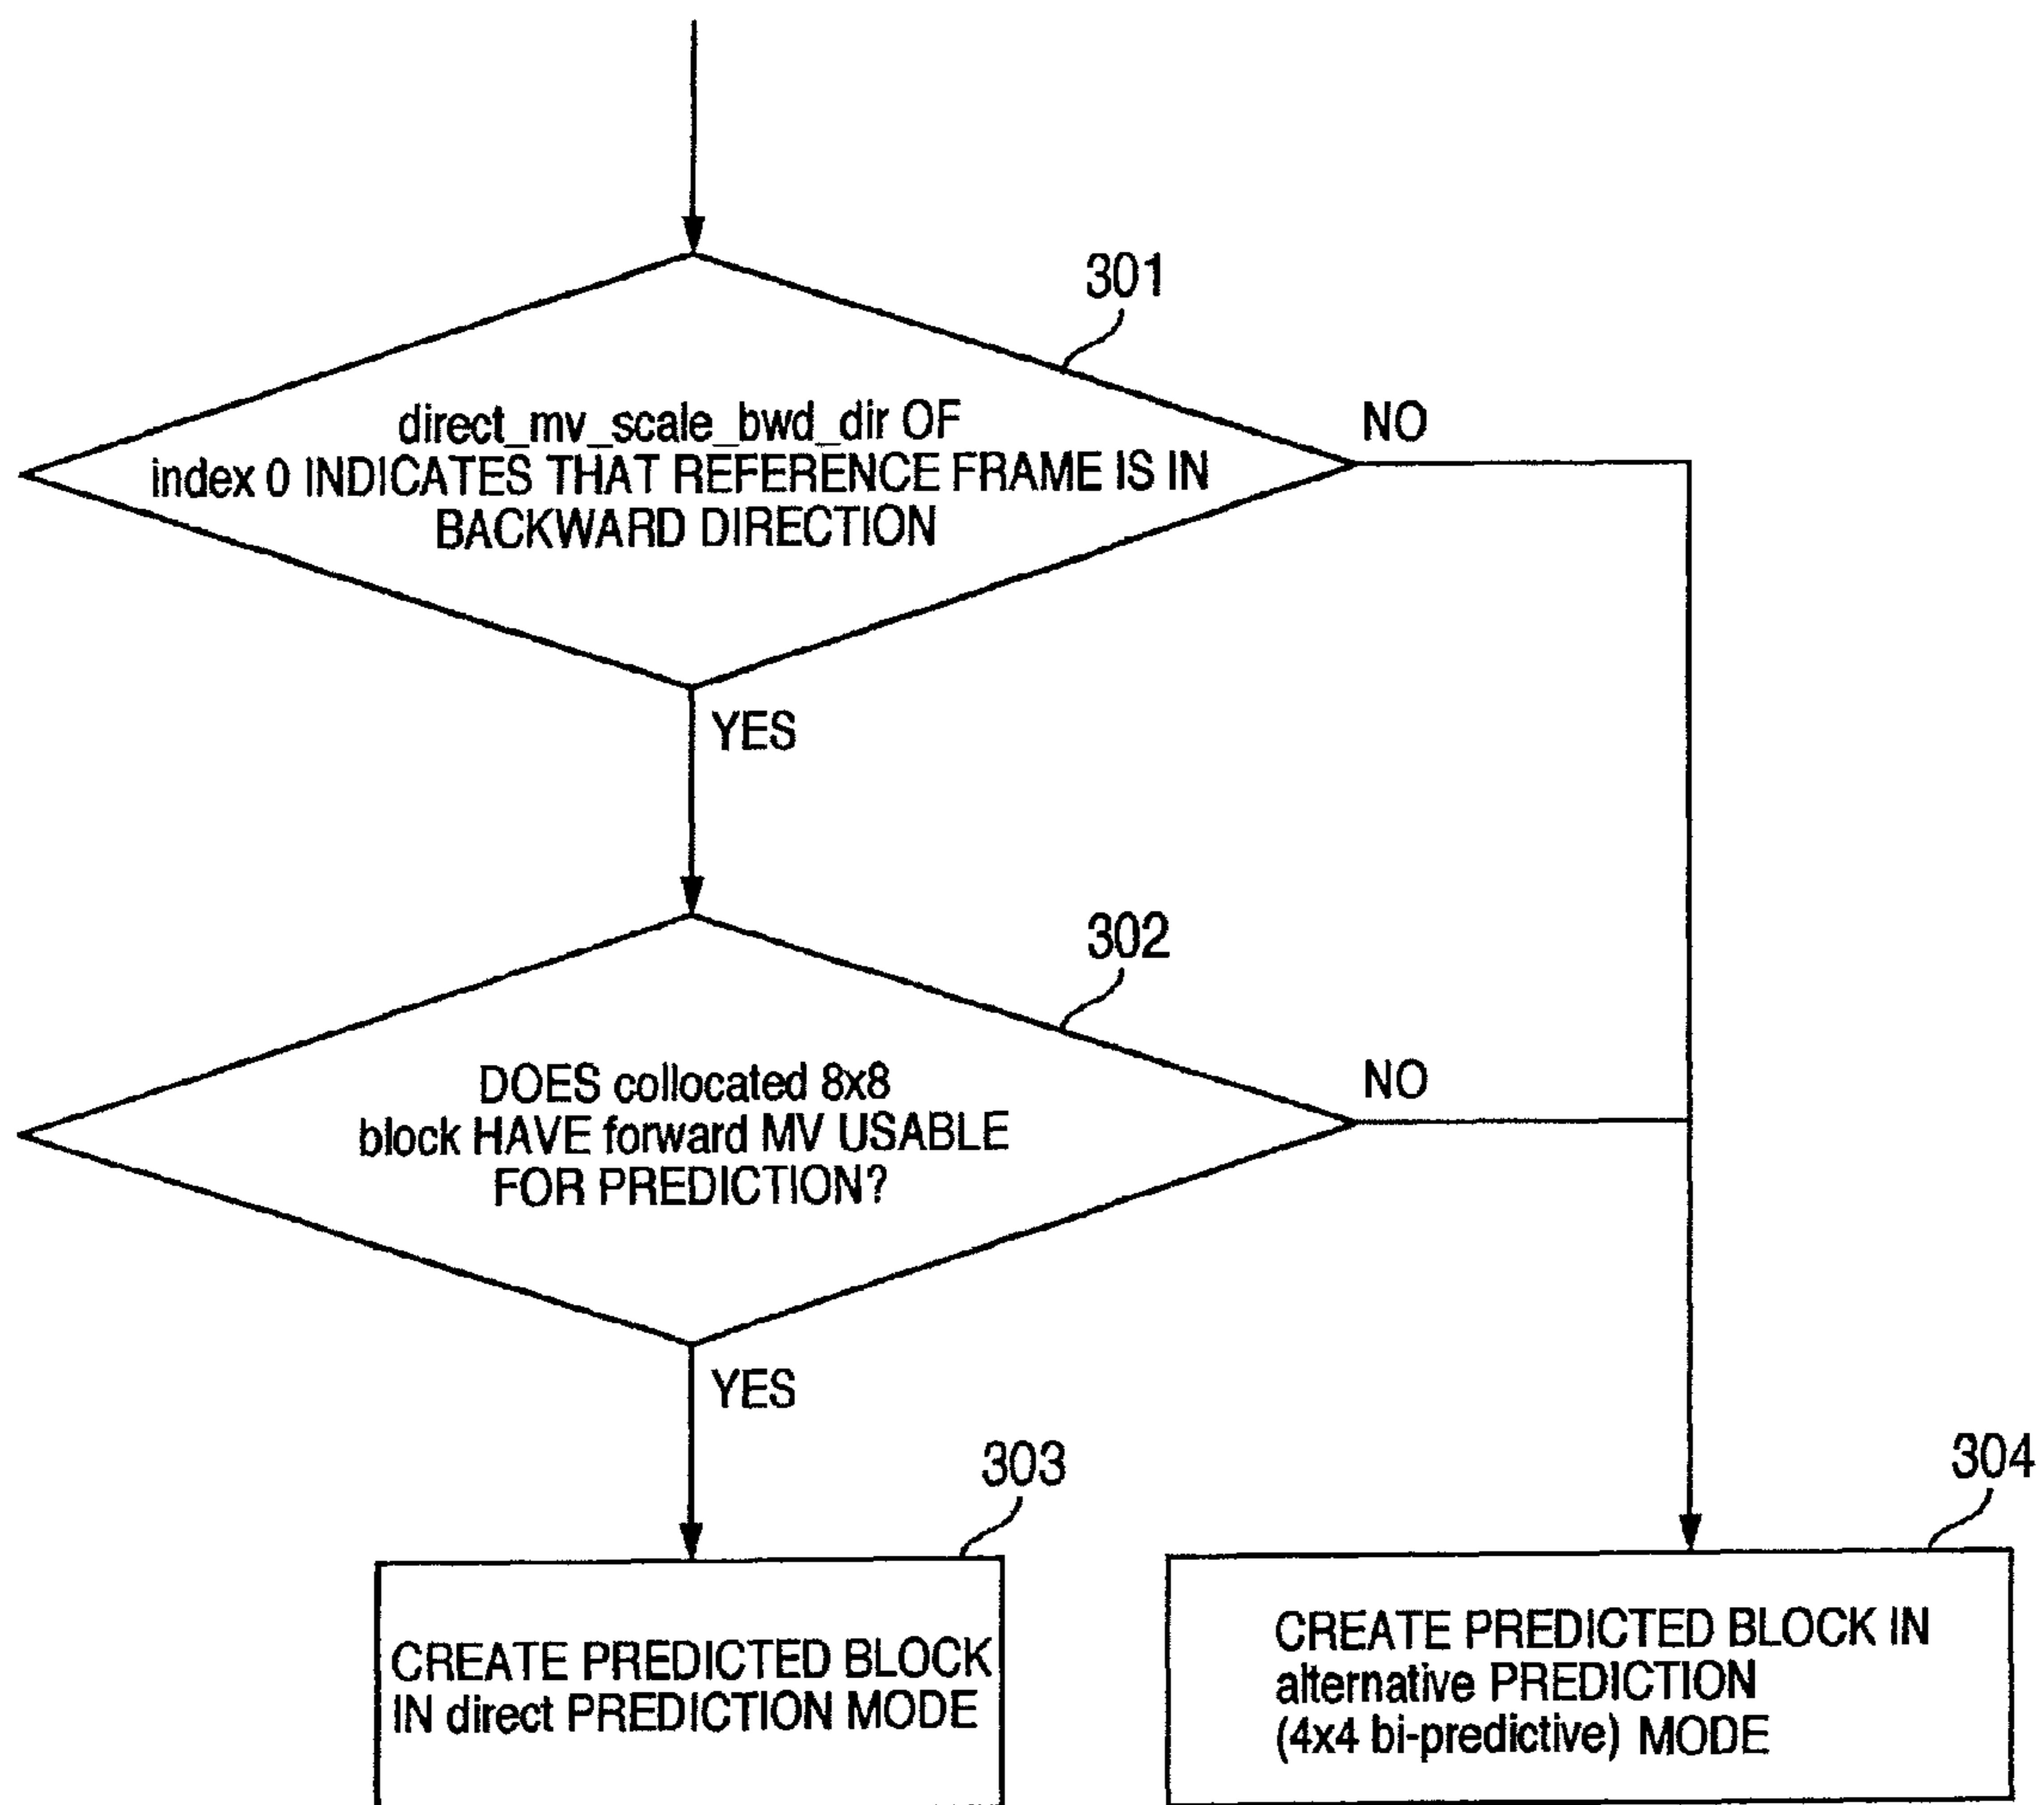 301
direct_mv_scale_bwd_dir OF
index 0 INDICATES THAT REFERENCE FRAME IS IN
BACKWARD DIRECTION
NO
YES
302
DOES collocated 8x8
block HAVE forward MV USABLE
FOR PREDICTION?
NO
YES
303
CREATE PREDICTED BLOCK
IN direct PREDICTION MODE
304
CREATE PREDICTED BLOCK IN
alternative PREDICTION
(4x4 bi-predictive) MODE